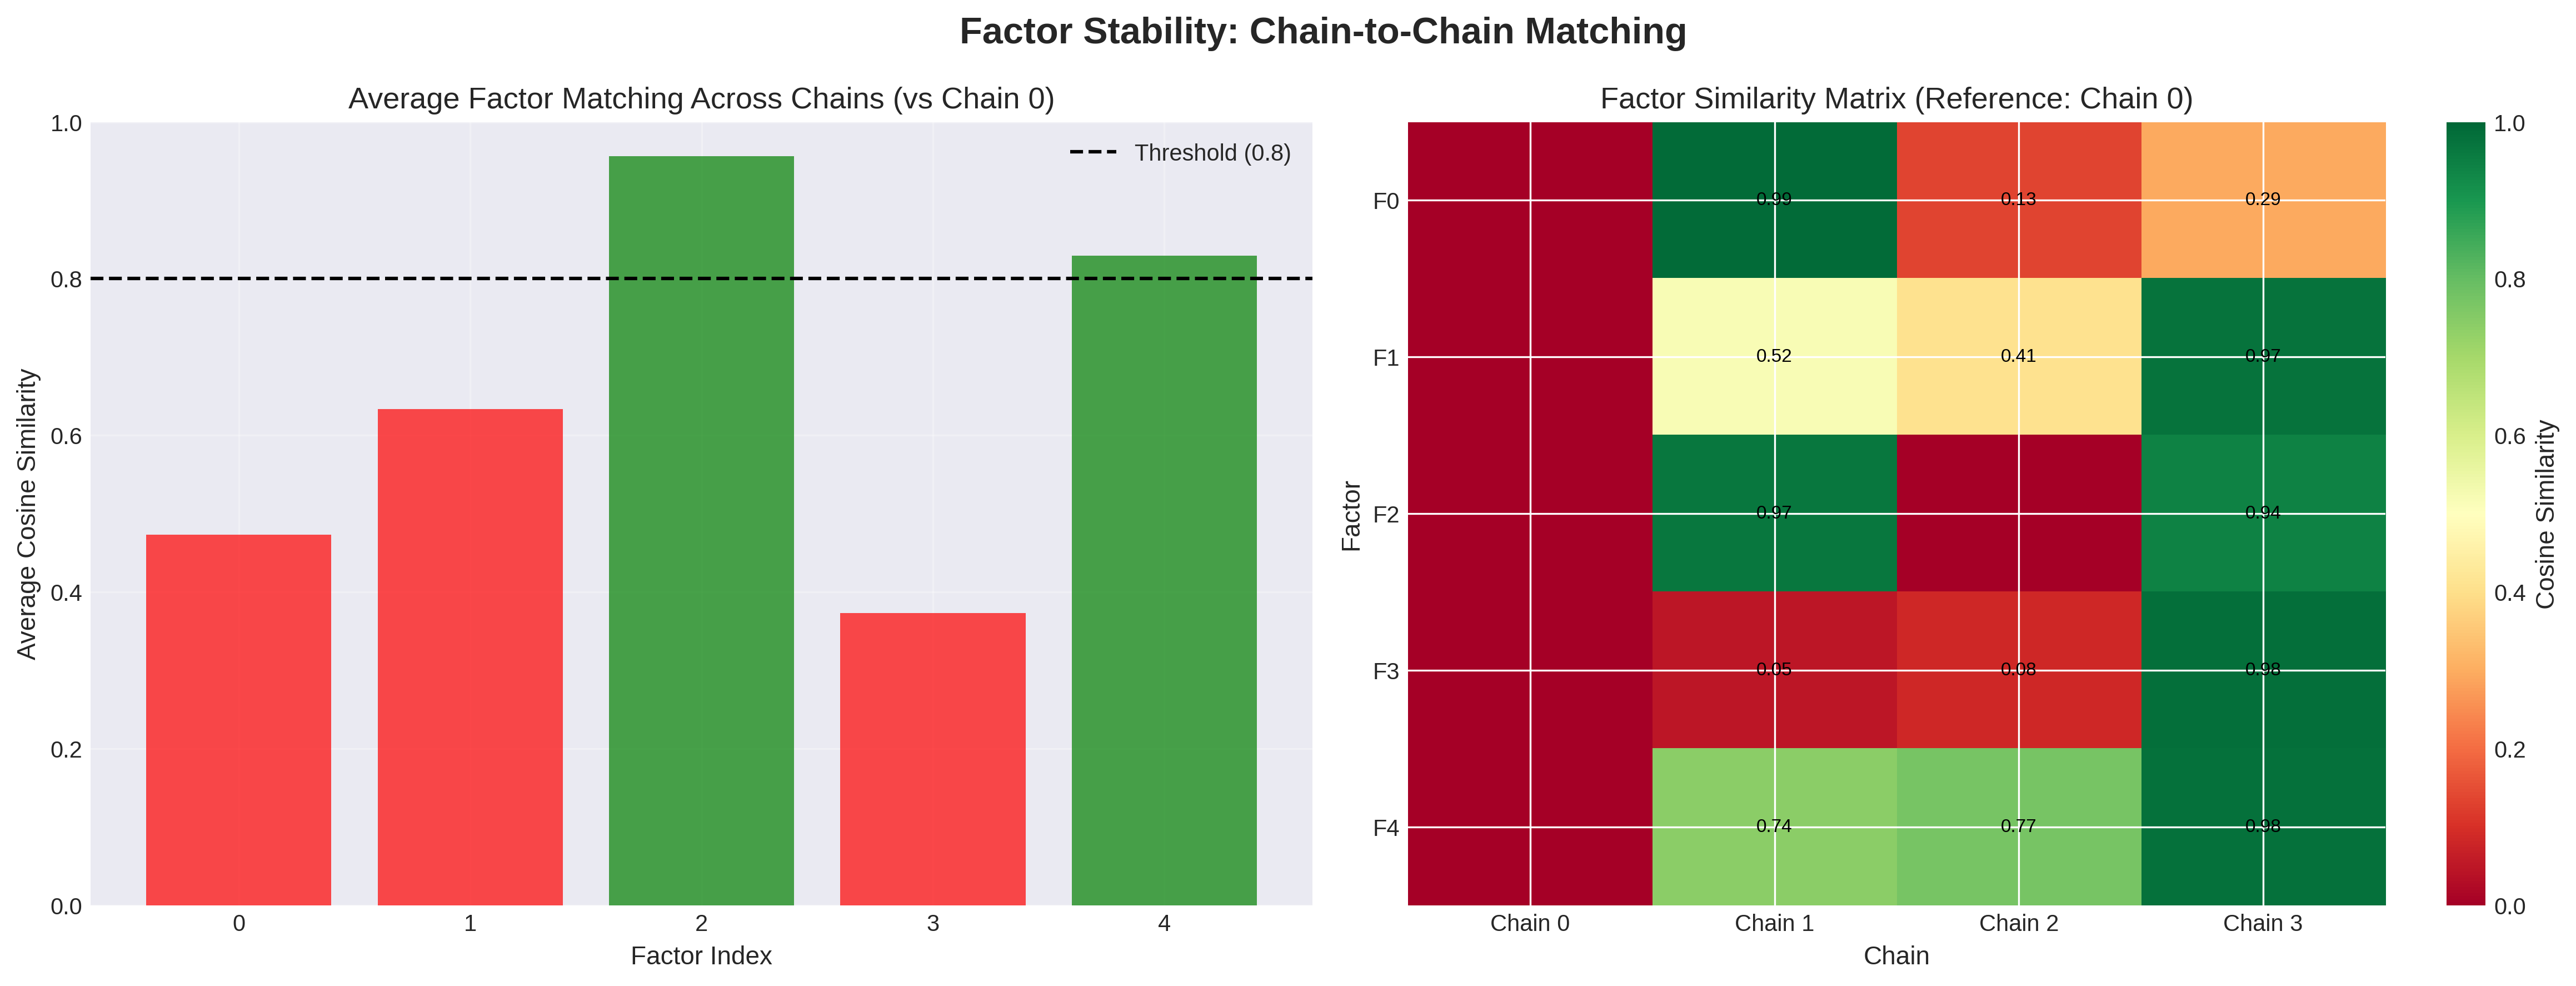 Factor Stability: Chain-to-Chain Matching
Average Factor Matching Across Chains (vs Chain 0)
1.0
0.8
0.6
0.4
0.2
0.0
Average Cosine Similarity
Threshold (0.8)
0 1 2 3 4
Factor Index
Factor Similarity Matrix (Reference: Chain 0)
Factor
F0 0.99 0.13 0.29
F1 0.52 0.41 0.97
F2 0.97 0.94
F3 0.05 0.08 0.98
F4 0.74 0.77 0.98
Chain 0 Chain 1 Chain 2 Chain 3
Chain
1.0
0.8
0.6
0.4
0.2
0.0
Cosine Similarity